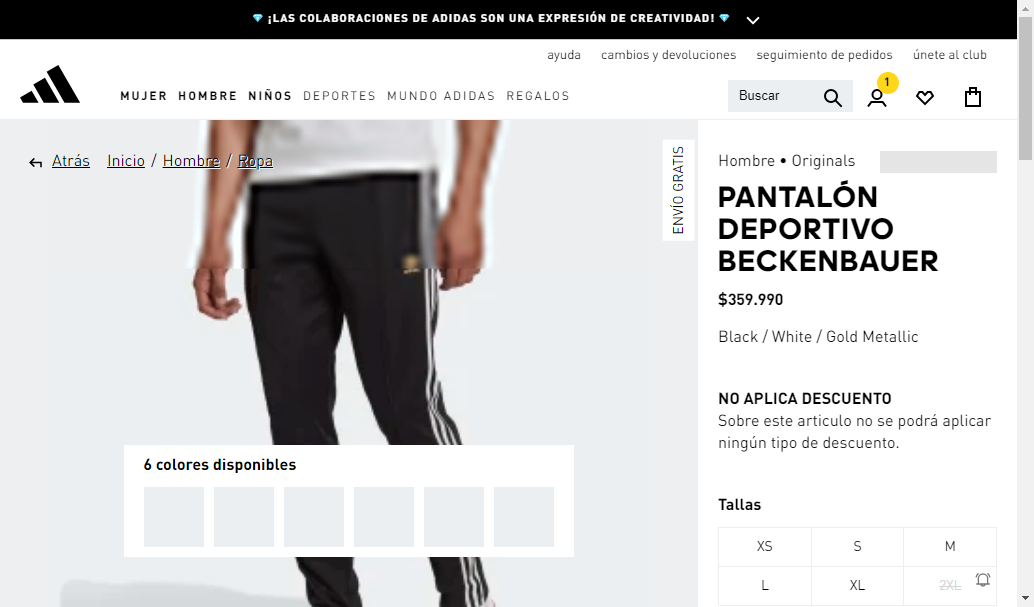 ¡LAS COLABORACIONES DE ADIDAS SON UNA EXPRESIÓN DE CREATIVIDAD!
ayuda cambios y devoluciones seguimiento de pedidos únete al club
MUJER HOMBRE NIÑOS DEPORTES MUNDO ADIDAS REGALOS
Buscar
1
Atrás Inicio / Hombre / Ropa
ENVÍO GRATIS
Hombre • Originals
PANTALÓN
DEPORTIVO
BECKENBAUER
$359.990
Black / White / Gold Metallic
NO APLICA DESCUENTO
Sobre este articulo no se podrá aplicar
ningún tipo de descuento.
6 colores disponibles
Tallas
XS S M
L XL 2XL